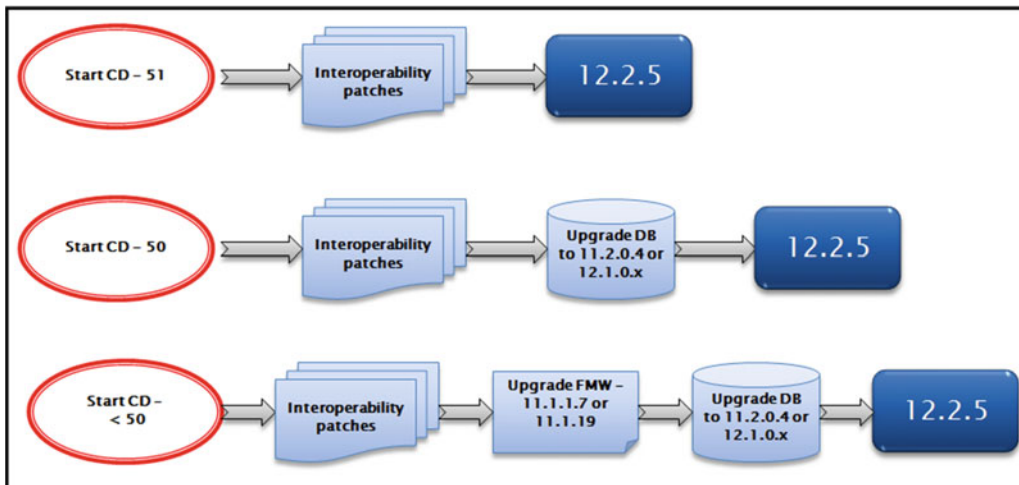 Start CD – 51
Interoperability
patches
12.2.5
Start CD – 50
Interoperability
patches
Upgrade DB
to 11.2.0.4 or
12.1.0.x
12.2.5
Start CD –
< 50
Interoperability
patches
Upgrade FMW –
11.1.1.7 or
11.1.19
Upgrade DB
to 11.2.0.4 or
12.1.0.x
12.2.5